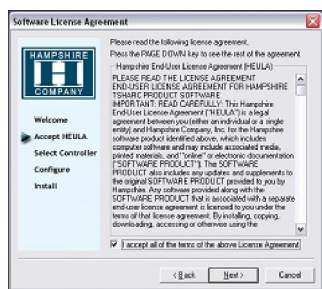 Software License Agreement
HAMPSHIRE
COMPANY
Welcome
Accept HEULA
Select Controller
Configure
Install
Please read the following license agreement.
Press the PAGE DOWN key to see the rest of the agreement.
Hampshire End-User License Agreement (HEULA)
PLEASE READ THE LICENSE AGREEMENT
END-USER LICENSE AGREEMENT FOR HAMPSHIRE
TSHARC PRODUCT SOFTWARE
IMPORTANT: READ CAREFULLY: This Hampshire
End-User License Agreement ("HEULA") is a legal
agreement between you (either an individual or a single
entity) and Hampshire Company, Inc. for the Hampshire
software product identified above, which includes
computer software and may include associated media,
printed materials, and "online" or electronic documentation
("SOFTWARE PRODUCT"). The SOFTWARE
PRODUCT also includes any updates and supplements to
the original SOFTWARE PRODUCT provided to you by
Hampshire. Any software provided along with the
SOFTWARE PRODUCT that is associated with a separate
end-user license agreement is licensed to you under the
terms of that license agreement. By installing, copying,
downloading, accessing or otherwise using the
I accept all of the terms of the above License Agreement
< Back
Next >
Cancel